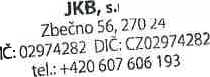 JKB, s.
Zbečno 56, 270 24
IČ: 02974282 DIČ: CZ02974282
tel.: +420 607 606 193